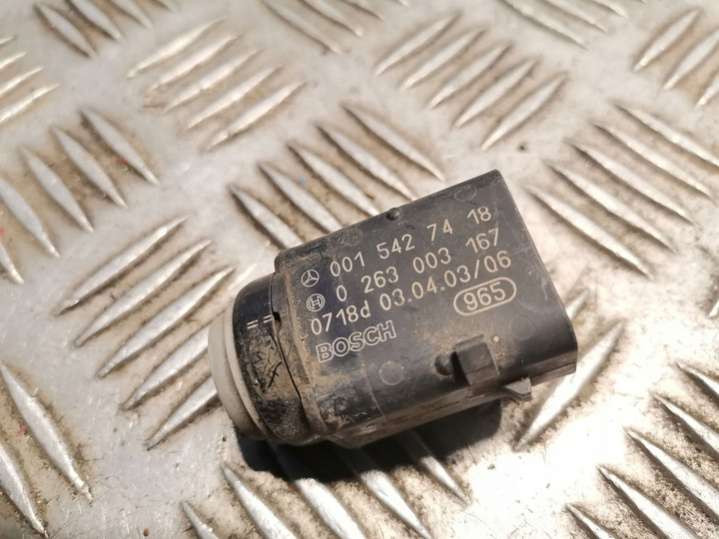 001 542 74 18
0 263 003 167
0718d 03.04.03/06
BOSCH 965